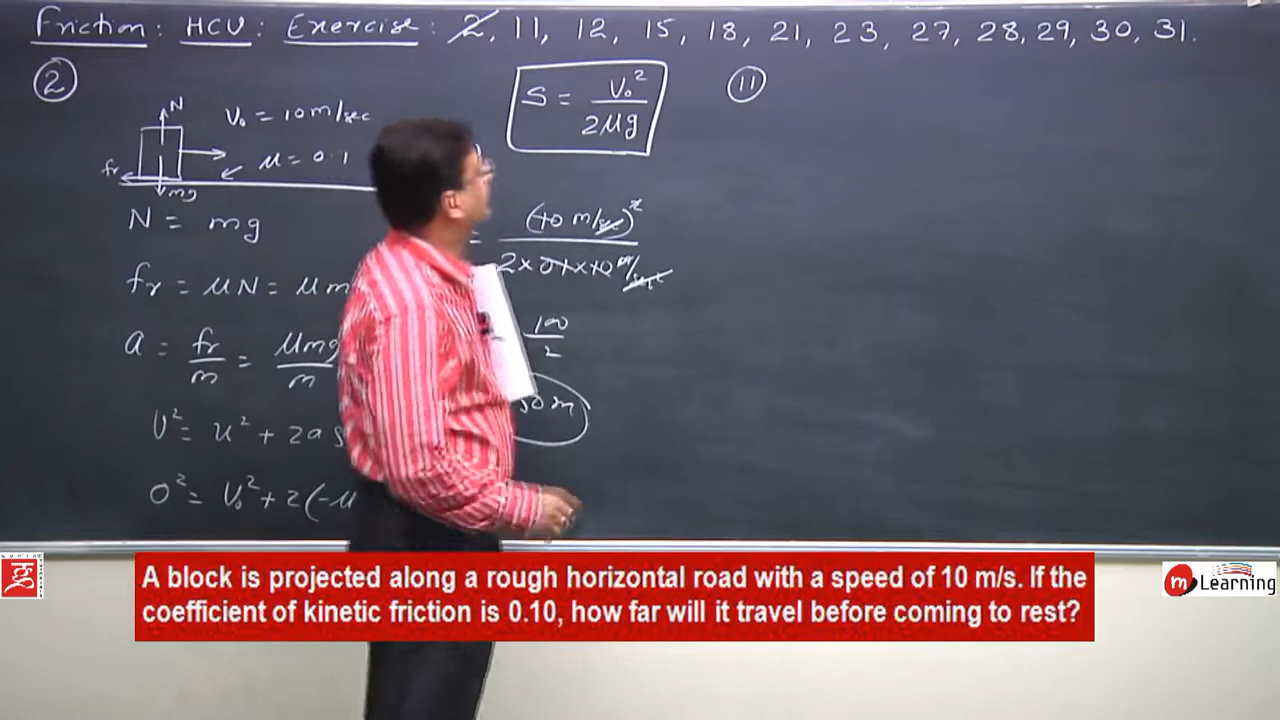 Friction : HCV : Exercise : 2, 11, 12, 15, 18, 21, 23, 27, 28, 29, 30, 31.
②
N
V₀ = 10m/sec
fr
μ = 0.1
mg
N = mg
fr = μN = μm
a = fr/m = μmg/m
V² = u² + 2as
0² = V₀² + 2(-μ
S = V₀²/2μg
= (10 m/sec)²/2×0.1×10 m/sec²
100/2
50 m
⑪
A block is projected along a rough horizontal road with a speed of 10 m/s. If the
coefficient of kinetic friction is 0.10, how far will it travel before coming to rest?
m Learning